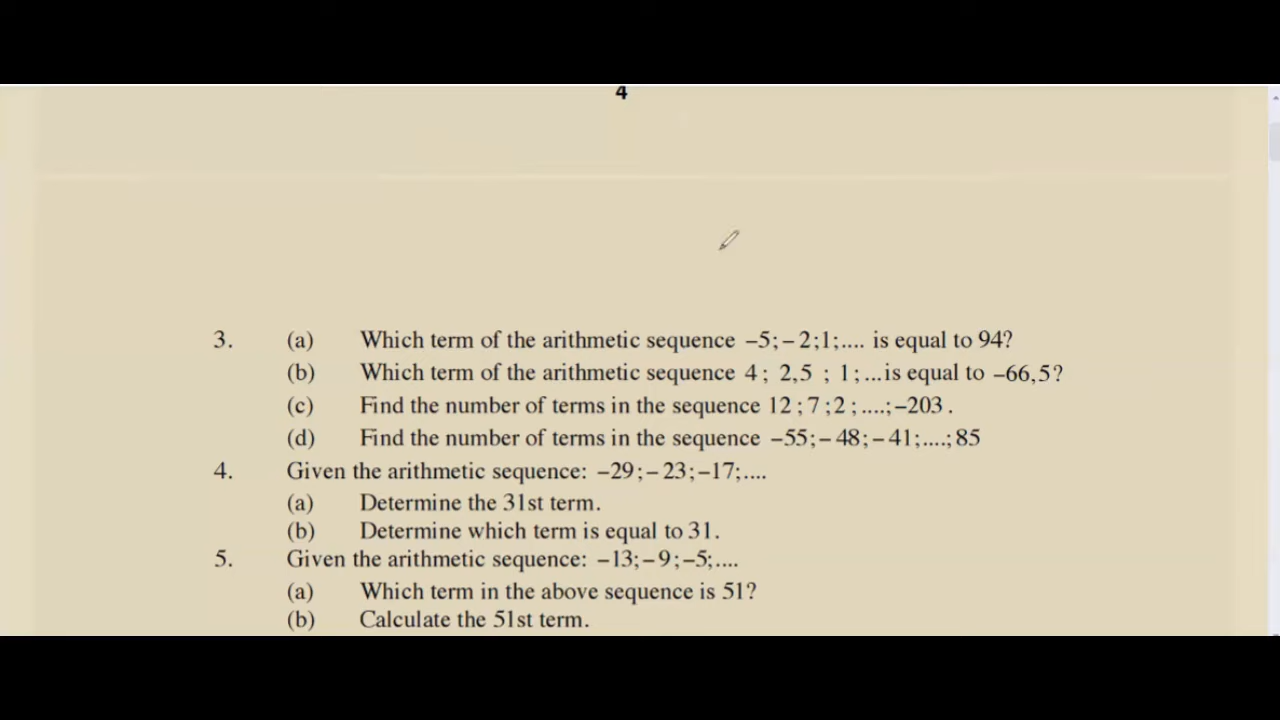 4
3. (a) Which term of the arithmetic sequence –5;– 2;1;.... is equal to 94?
(b) Which term of the arithmetic sequence 4 ; 2,5 ; 1 ; ...is equal to –66,5?
(c) Find the number of terms in the sequence 12 ; 7 ; 2 ; ....; –203 .
(d) Find the number of terms in the sequence –55;– 48;– 41;....; 85
4. Given the arithmetic sequence: –29 ;– 23;–17;....
(a) Determine the 31st term.
(b) Determine which term is equal to 31.
5. Given the arithmetic sequence: –13;– 9;–5;....
(a) Which term in the above sequence is 51?
(b) Calculate the 51st term.